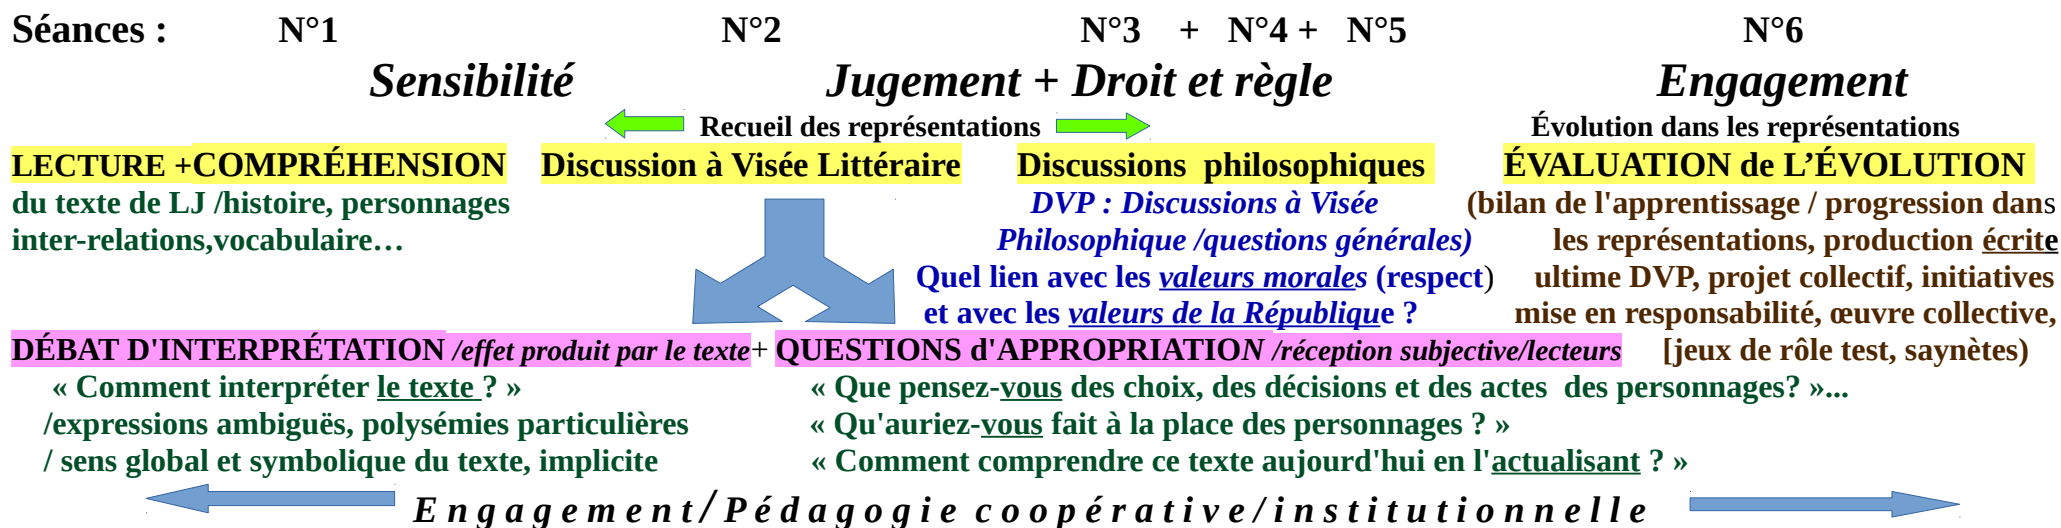 Séances : N°1 N°2 N°3 + N°4 + N°5 N°6
Sensibilité Jugement + Droit et règle Engagement
Recueil des représentations Évolution dans les représentations
LECTURE +COMPRÉHENSION Discussion à Visée Littéraire Discussions philosophiques ÉVALUATION de L’ÉVOLUTION
du texte de LJ /histoire, personnages DVP : Discussions à Visée (bilan de l'apprentissage / progression dans
inter-relations,vocabulaire… Philosophique /questions générales) les représentations, production écrite
Quel lien avec les valeurs morales (respect) ultime DVP, projet collectif, initiatives
et avec les valeurs de la République ? mise en responsabilité, œuvre collective,
DÉBAT D'INTERPRÉTATION /effet produit par le texte+ QUESTIONS d'APPROPRIATION /réception subjective/lecteurs [jeux de rôle test, saynètes)
« Comment interpréter le texte ? » « Que pensez-vous des choix, des décisions et des actes des personnages? »...
/expressions ambiguës, polysémies particulières « Qu'auriez-vous fait à la place des personnages ? »
/ sens global et symbolique du texte, implicite « Comment comprendre ce texte aujourd'hui en l'actualisant ? »
Engagement/Pédagogie coopérative/institutionnelle